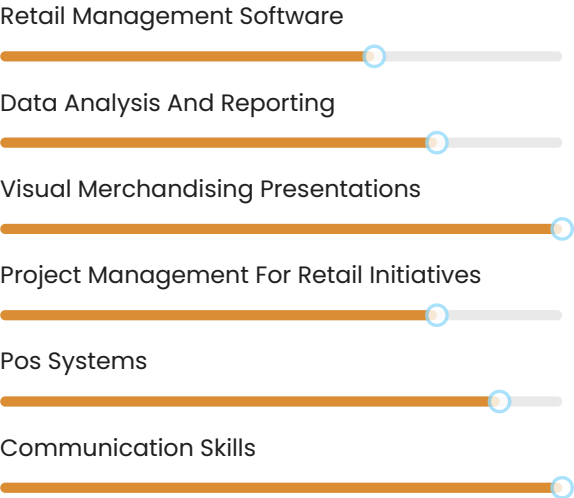 Retail Management Software
Data Analysis And Reporting
Visual Merchandising Presentations
Project Management For Retail Initiatives
Pos Systems
Communication Skills